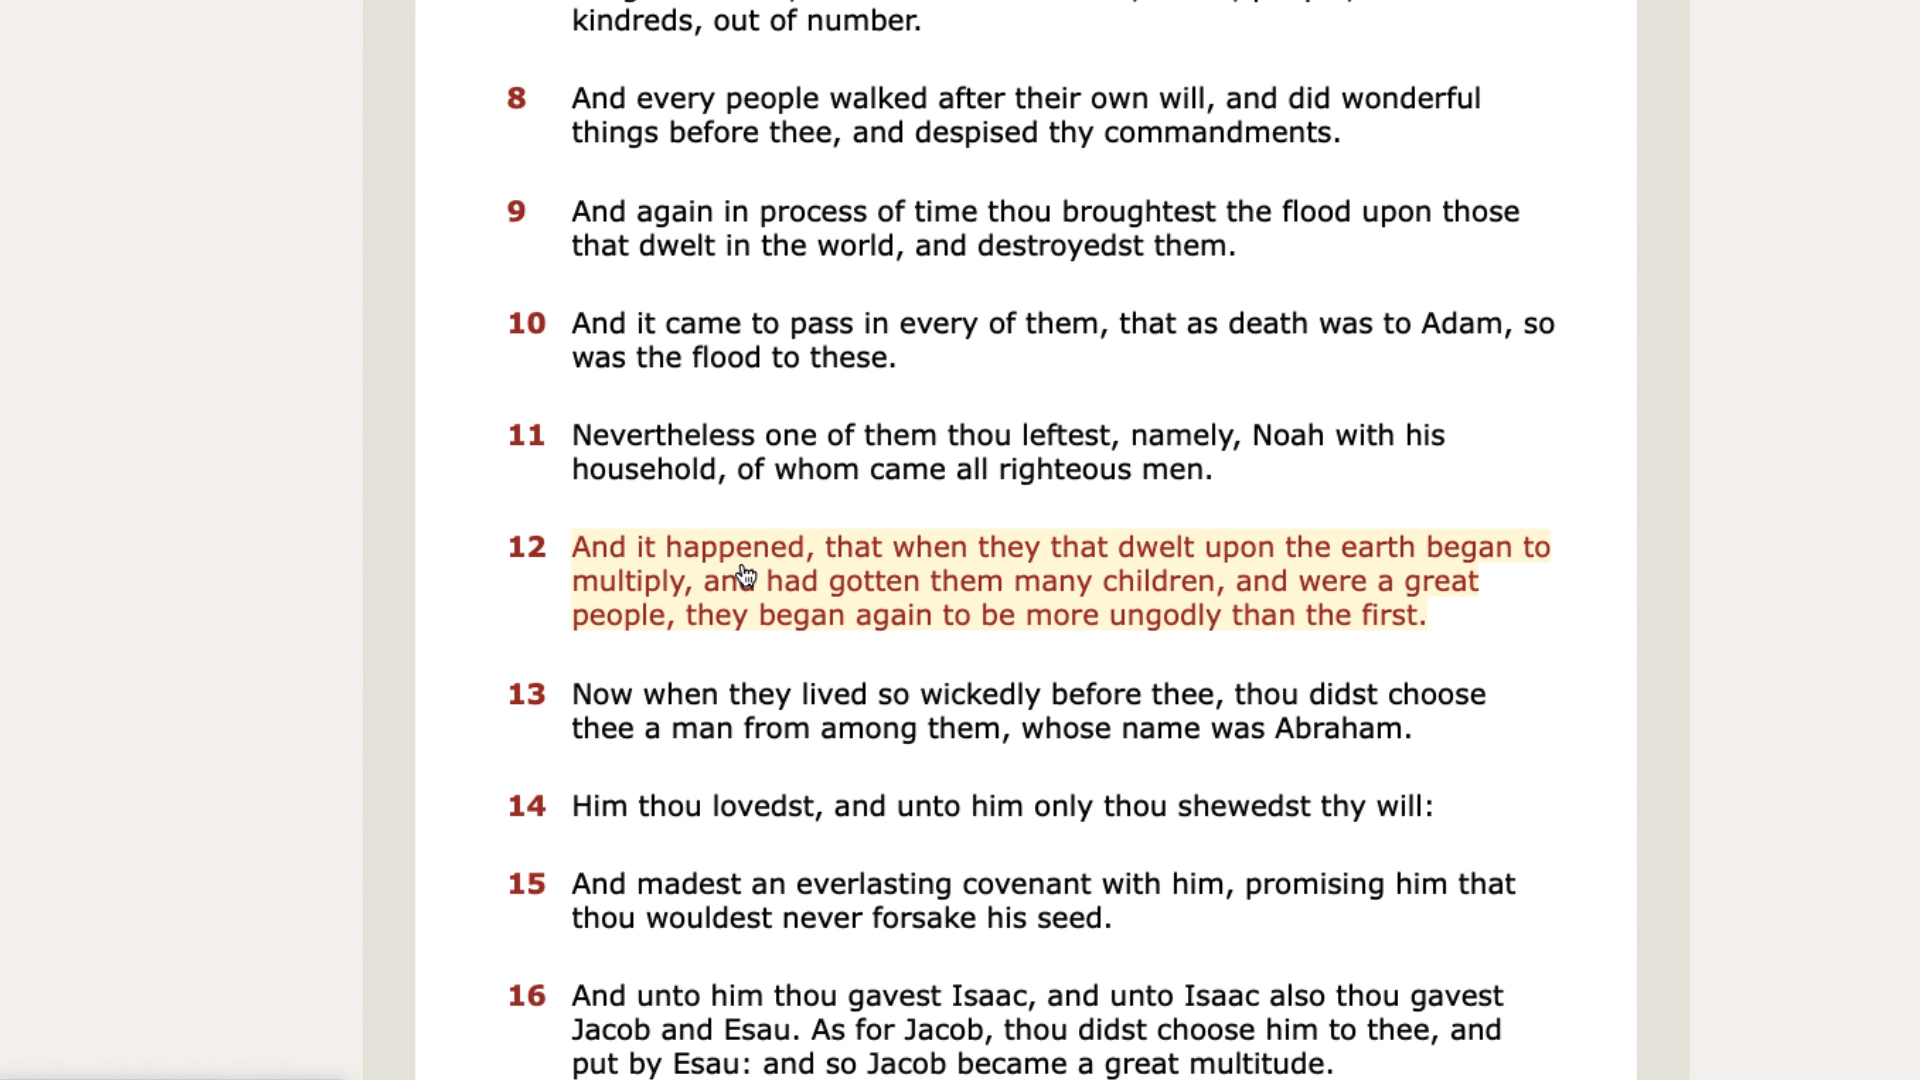 kindreds, out of number.
8 And every people walked after their own will, and did wonderful
things before thee, and despised thy commandments.
9 And again in process of time thou broughtest the flood upon those
that dwelt in the world, and destroyedst them.
10 And it came to pass in every of them, that as death was to Adam, so
was the flood to these.
11 Nevertheless one of them thou leftest, namely, Noah with his
household, of whom came all righteous men.
12 And it happened, that when they that dwelt upon the earth began to
multiply, and had gotten them many children, and were a great
people, they began again to be more ungodly than the first.
13 Now when they lived so wickedly before thee, thou didst choose
thee a man from among them, whose name was Abraham.
14 Him thou lovedst, and unto him only thou shewedst thy will:
15 And madest an everlasting covenant with him, promising him that
thou wouldest never forsake his seed.
16 And unto him thou gavest Isaac, and unto Isaac also thou gavest
Jacob and Esau. As for Jacob, thou didst choose him to thee, and
put by Esau: and so Jacob became a great multitude.